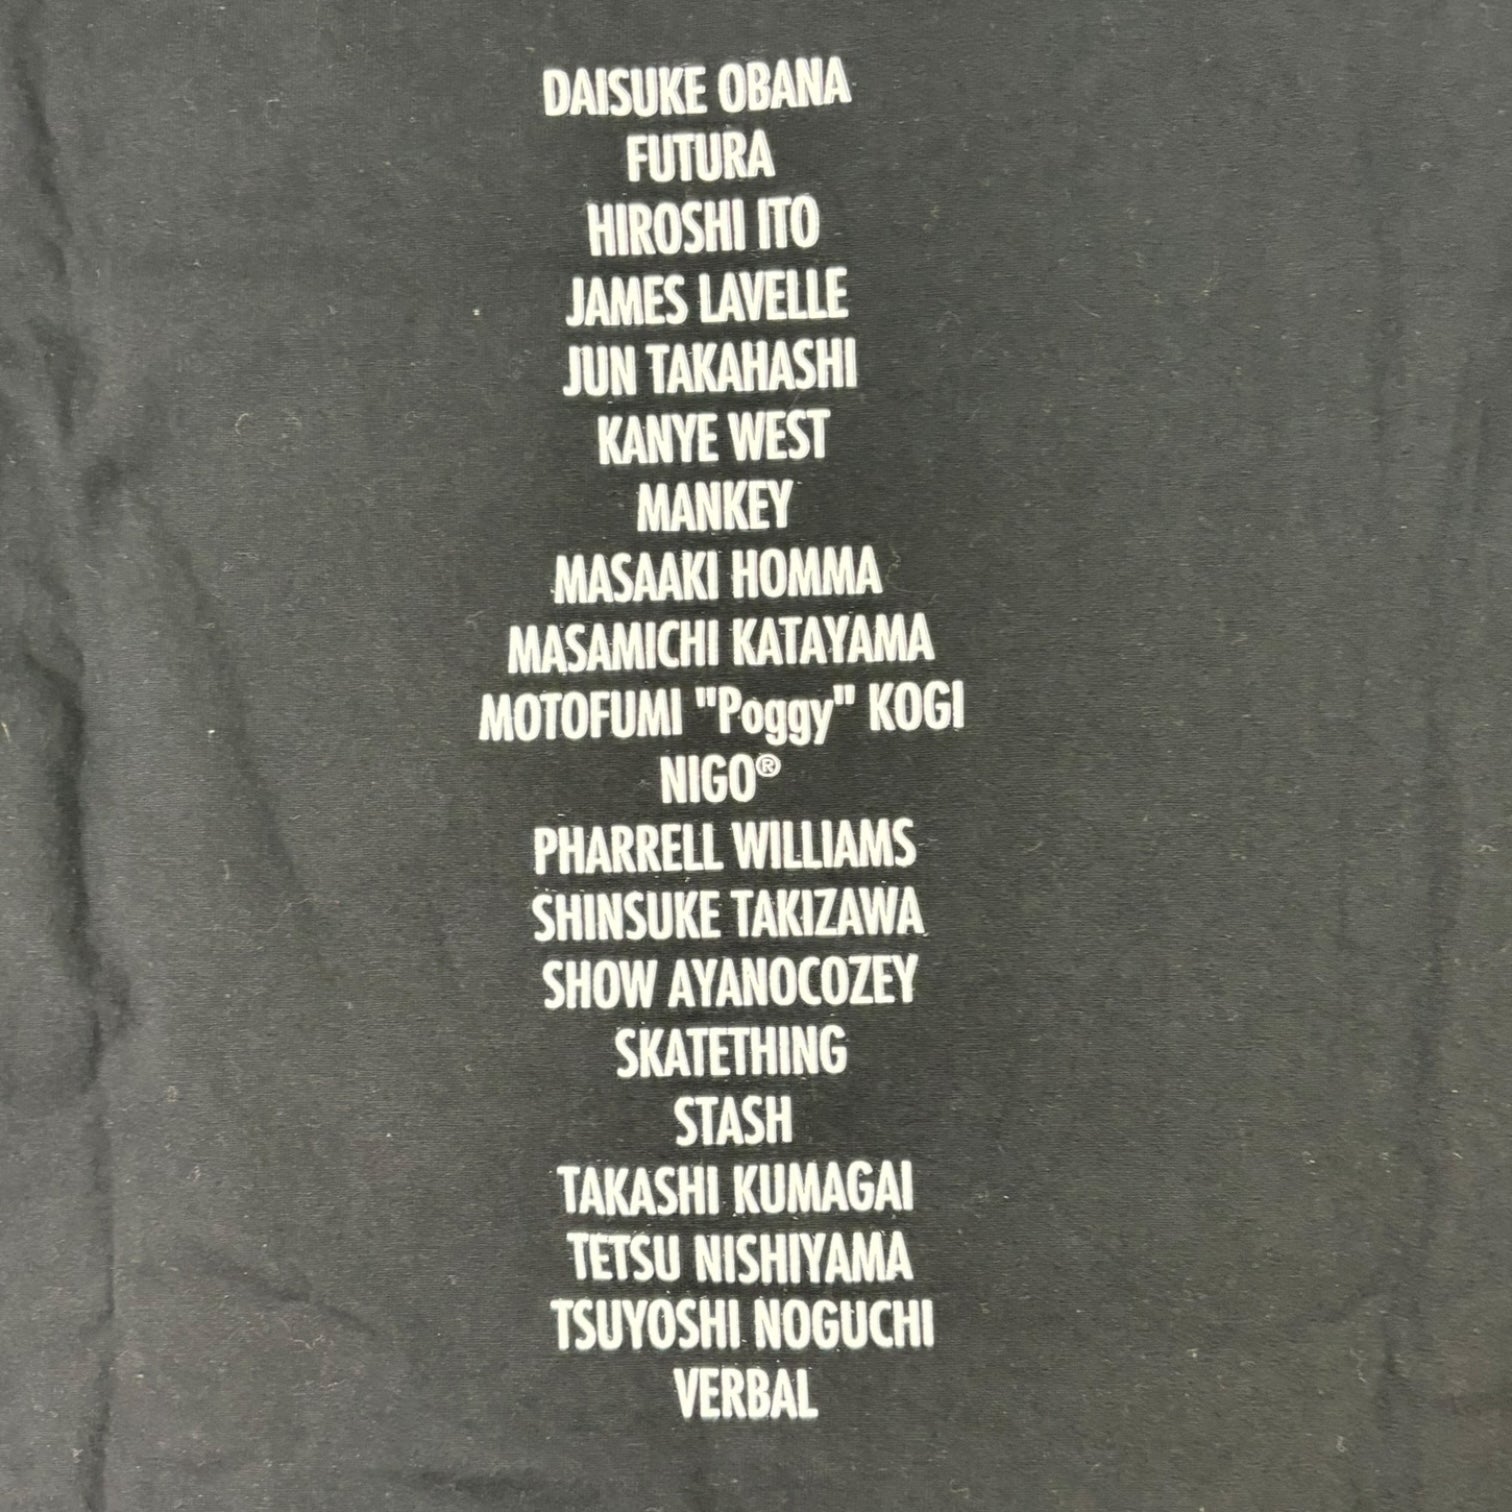 DAISUKE OBANA
FUTURA
HIROSHI ITO
JAMES LAVELLE
JUN TAKAHASHI
KANYE WEST
MANKEY
MASAAKI HOMMA
MASAMICHI KATAYAMA
MOTOFUMI "Poggy" KOGI
NIGO®
PHARRELL WILLIAMS
SHINSUKE TAKIZAWA
SHOW AYANOCOZEY
SKATETHING
STASH
TAKASHI KUMAGAI
TETSU NISHIYAMA
TSUYOSHI NOGUCHI
VERBAL